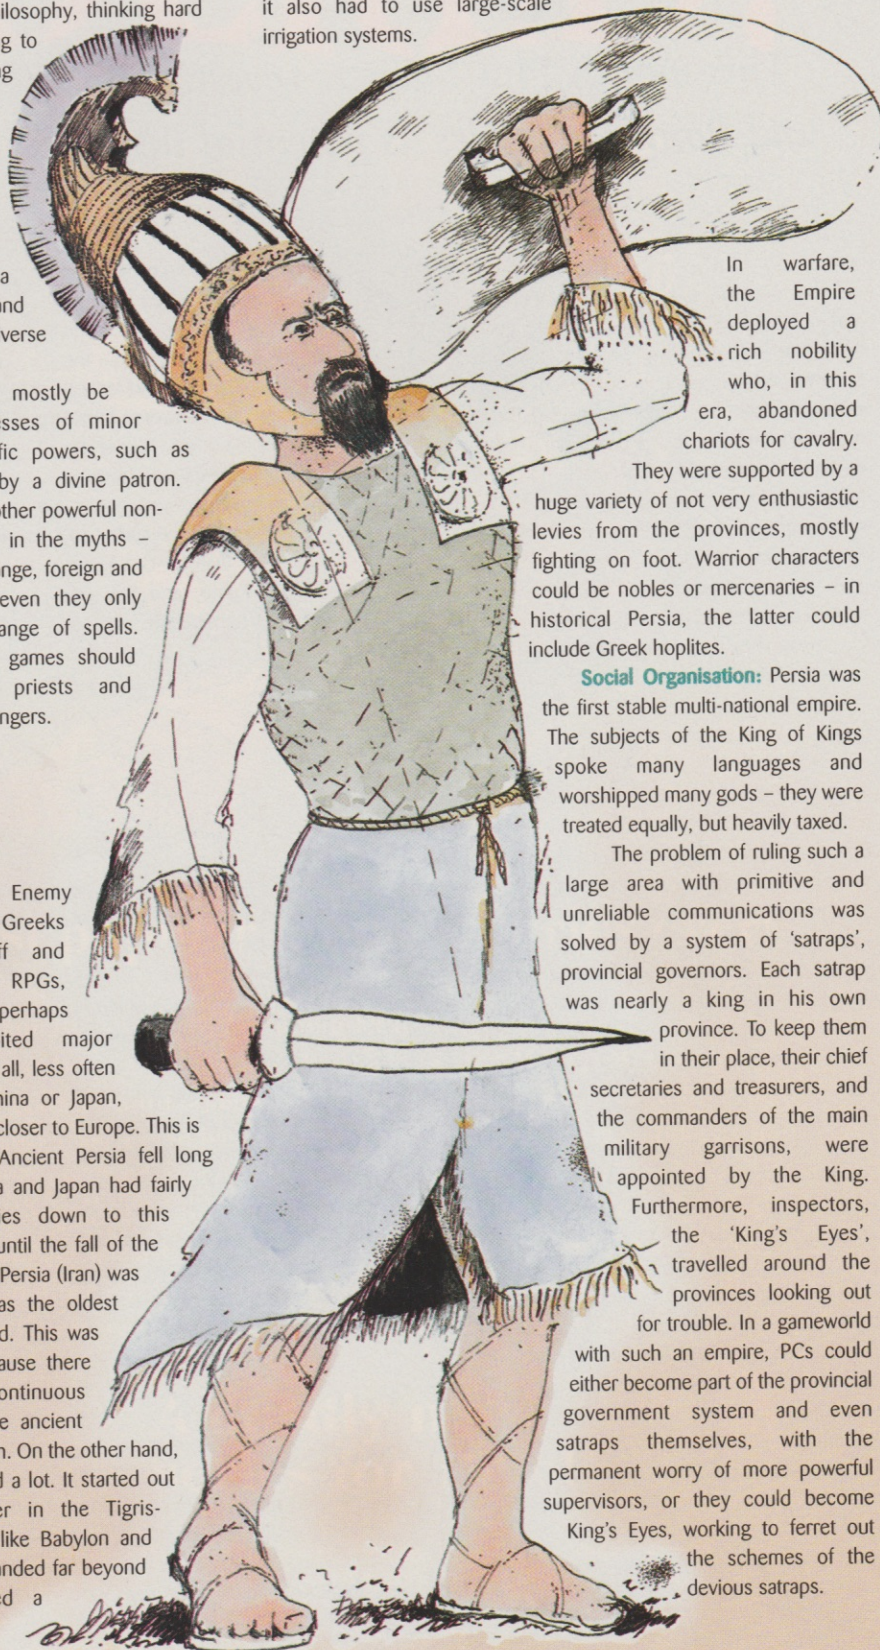 ilosophy, thinking hard
g to
g
a
and
verse
mostly be
sses of minor
fic powers, such as
by a divine patron.
other powerful non-
in the myths –
nge, foreign and
even they only
ange of spells.
games should
priests and
ngers.
Enemy
Greeks
ff and
RPGs,
perhaps
ited major
all, less often
hina or Japan,
closer to Europe. This is
Ancient Persia fell long
a and Japan had fairly
ies down to this
until the fall of the
Persia (Iran) was
as the oldest
d. This was
ause there
ontinuous
e ancient
n. On the other hand,
d a lot. It started out
er in the Tigris-
like Babylon and
anded far beyond
ed a
it also had to use large-scale
irrigation systems.
In warfare,
the Empire
deployed a
rich nobility
who, in this
era, abandoned
chariots for cavalry.
They were supported by a
huge variety of not very enthusiastic
levies from the provinces, mostly
fighting on foot. Warrior characters
could be nobles or mercenaries – in
historical Persia, the latter could
include Greek hoplites.
Social Organisation: Persia was
the first stable multi-national empire.
The subjects of the King of Kings
spoke many languages and
worshipped many gods – they were
treated equally, but heavily taxed.
The problem of ruling such a
large area with primitive and
unreliable communications was
solved by a system of ‘satraps’,
provincial governors. Each satrap
was nearly a king in his own
province. To keep them
in their place, their chief
secretaries and treasurers, and
the commanders of the main
military garrisons, were
appointed by the King.
Furthermore, inspectors,
the ‘King’s Eyes’,
travelled around the
provinces looking out
for trouble. In a gameworld
with such an empire, PCs could
either become part of the provincial
government system and even
satraps themselves, with the
permanent worry of more powerful
supervisors, or they could become
King’s Eyes, working to ferret out
the schemes of the
devious satraps.